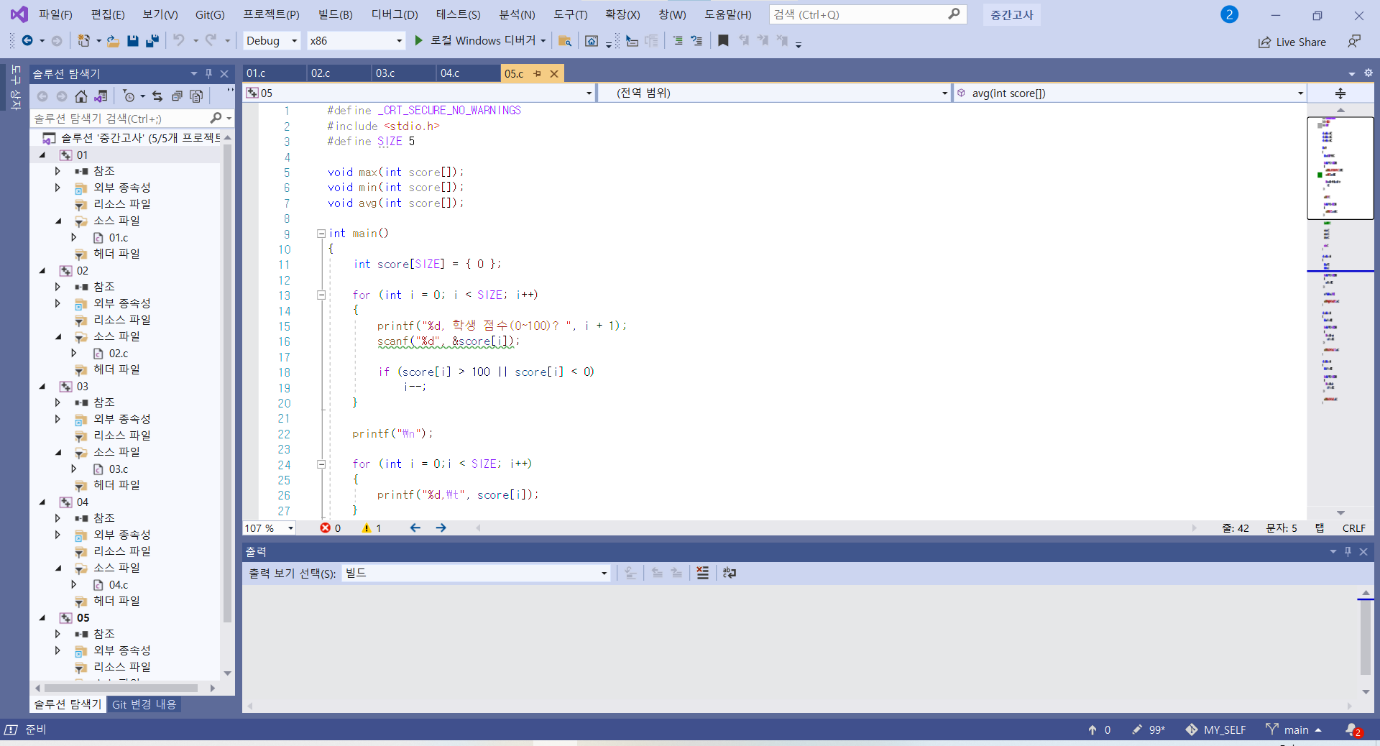 파일(F) 편집(E) 보기(V) Git(G) 프로젝트(P) 빌드(B) 디버그(D) 테스트(S) 분석(N) 도구(T) 확장(X) 창(W) 도움말(H) 검색 (Ctrl+Q) 중간고사 2
Debug x86 로컬 Windows 디버거 Live Share
도구 상자
솔루션 탐색기
솔루션 탐색기 검색(Ctrl+;)
솔루션 '중간고사' (5/5개 프로젝트
01
참조
외부 종속성
리소스 파일
소스 파일
01.c
헤더 파일
02
참조
외부 종속성
리소스 파일
소스 파일
02.c
헤더 파일
03
참조
외부 종속성
리소스 파일
소스 파일
03.c
헤더 파일
04
참조
외부 종속성
리소스 파일
소스 파일
04.c
헤더 파일
05
참조
외부 종속성
리소스 파일
솔루션 탐색기 Git 변경 내용
01.c 02.c 03.c 04.c 05.c
05 (전역 범위) avg(int score[])
1 #define _CRT_SECURE_NO_WARNINGS
2 #include <stdio.h>
3 #define SIZE 5
4
5 void max(int score[]);
6 void min(int score[]);
7 void avg(int score[]);
8
9 int main()
10 {
11 int score[SIZE] = { 0 };
12
13 for (int i = 0; i < SIZE; i++)
14 {
15 printf("%d, 학생 점수(0~100)? ", i + 1);
16 scanf("%d", &score[i]);
17
18 if (score[i] > 100 || score[i] < 0)
19 i--;
20 }
21
22 printf("₩n");
23
24 for (int i = 0;i < SIZE; i++)
25 {
26 printf("%d,₩t", score[i]);
27 }
107 % 0 1 줄: 42 문자: 5 탭 CRLF
출력
출력 보기 선택(S): 빌드
준비 0 99* MY_SELF main 2